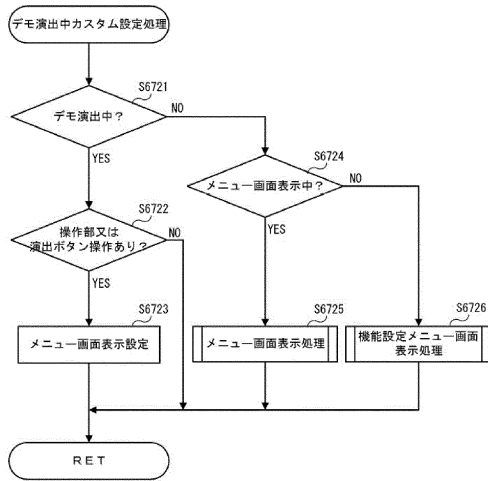 デモ演出中カスタム設定処理
S6721
デモ演出中？
NO
YES
S6724
メニュー画面表示中？
NO
YES
S6722
操作部又は
演出ボタン操作あり？
NO
YES
S6723
メニュー画面表示設定
S6725
メニュー画面表示処理
S6726
機能設定メニュー画面
表示処理
RET